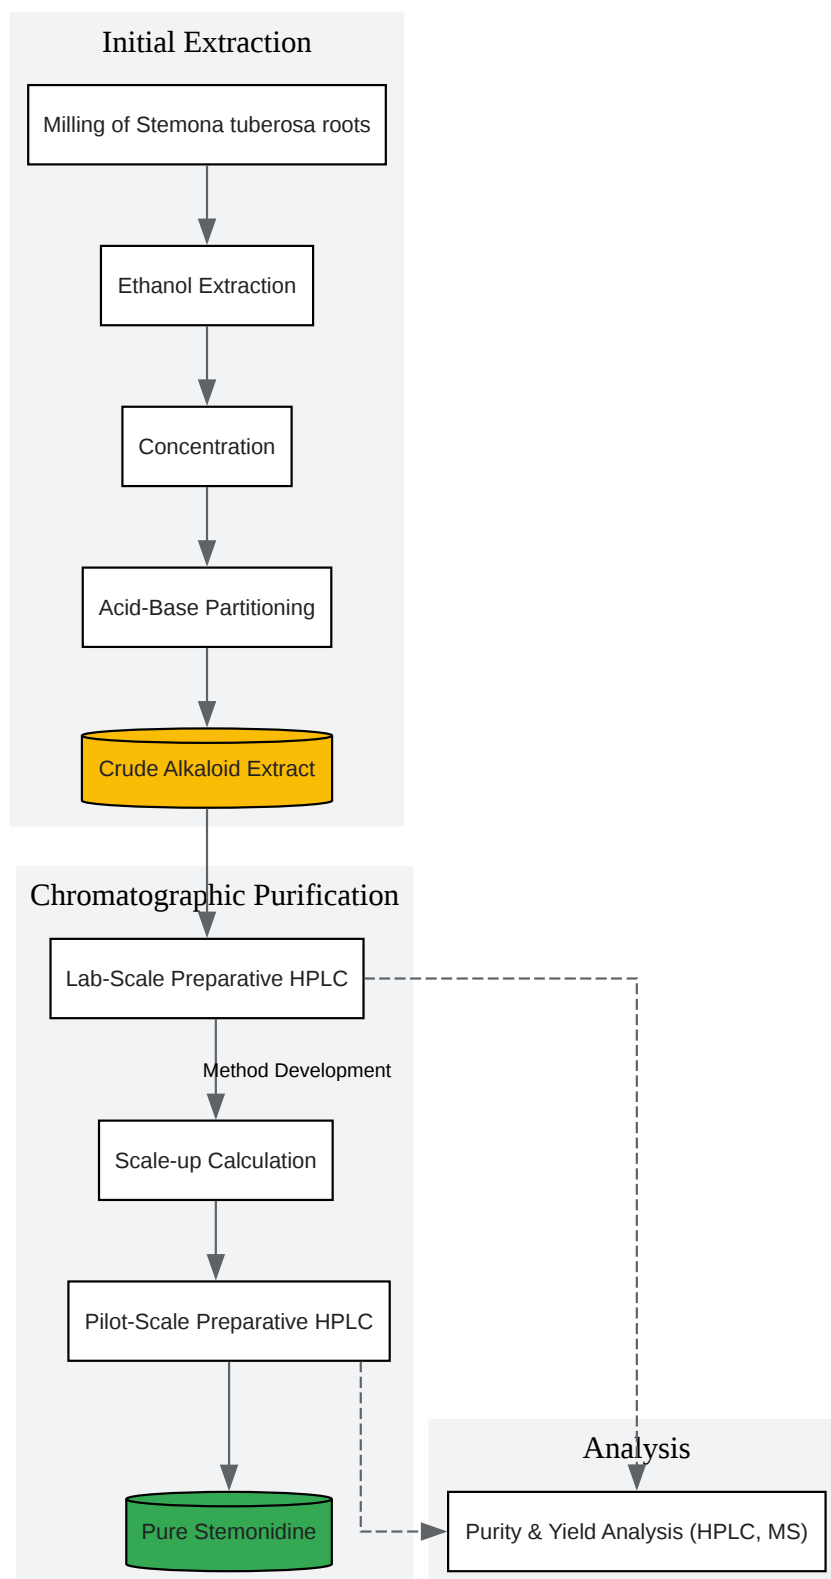 Initial Extraction
Milling of Stemona tuberosa roots
Ethanol Extraction
Concentration
Acid-Base Partitioning
Crude Alkaloid Extract
Chromatographic Purification
Lab-Scale Preparative HPLC
Method Development
Scale-up Calculation
Pilot-Scale Preparative HPLC
Pure Stemonidine
Analysis
Purity & Yield Analysis (HPLC, MS)